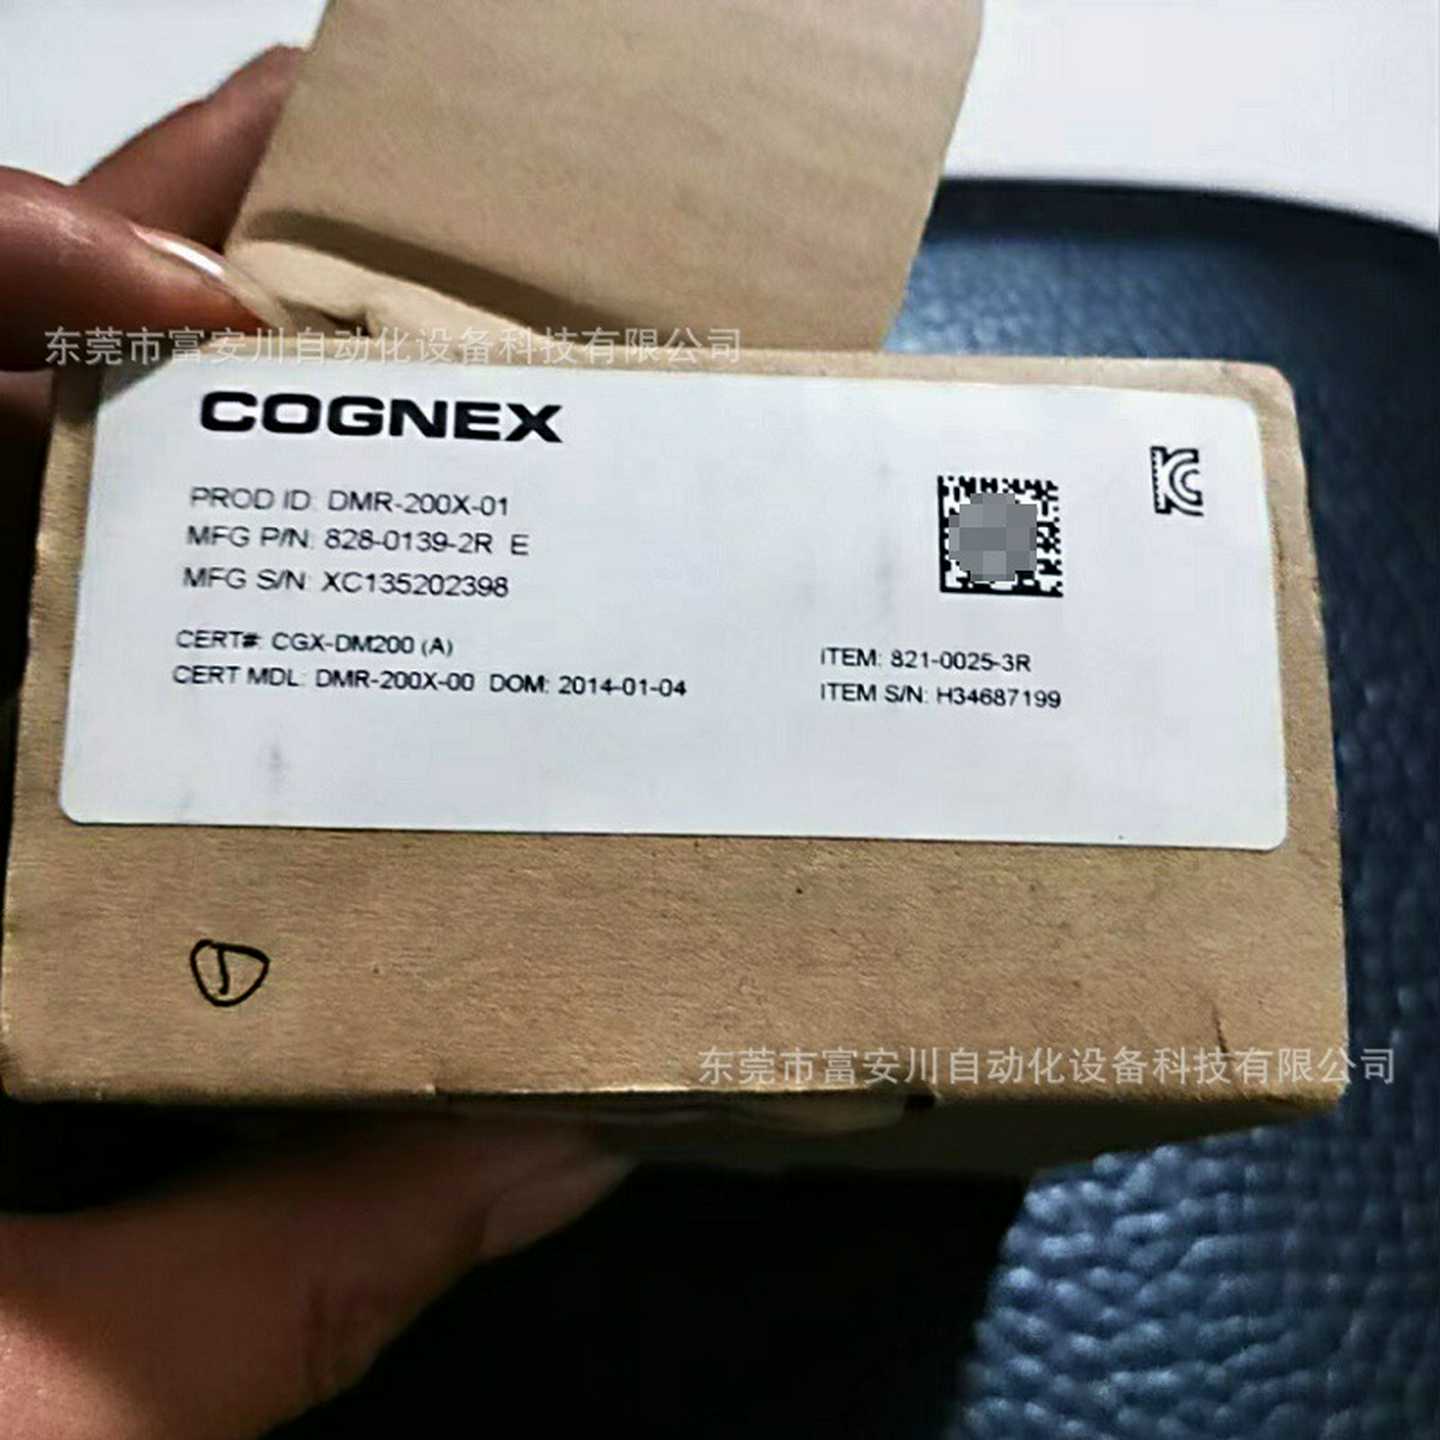 东莞市富安川自动化设备科技有限公司
COGNEX
PROD ID: DMR-200X-01
MFG P/N: 828-0139-2R E
MFG S/N: XC135202398
CERT#: CGX-DM200 (A)
CERT MDL: DMR-200X-00 DOM: 2014-01-04
ITEM: 821-0025-3R
ITEM S/N: H34687199
东莞市富安川自动化设备科技有限公司